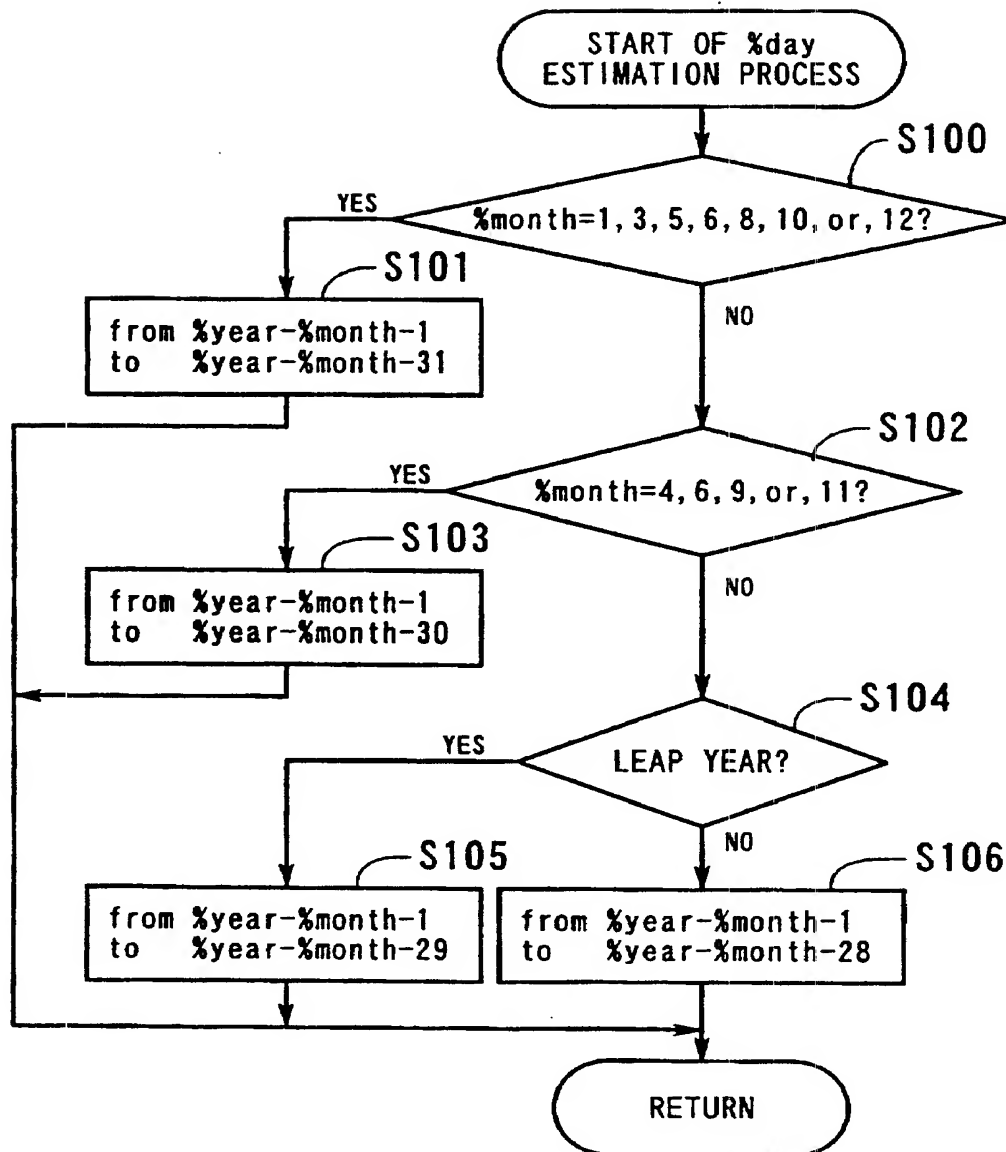 START OF %day
ESTIMATION PROCESS
S100
%month=1, 3, 5, 6, 8, 10, or, 12?
YES
NO
S101
from %year-%month-1
to %year-%month-31
S102
%month=4, 6, 9, or, 11?
YES
NO
S103
from %year-%month-1
to %year-%month-30
S104
LEAP YEAR?
YES
NO
S105
from %year-%month-1
to %year-%month-29
S106
from %year-%month-1
to %year-%month-28
RETURN